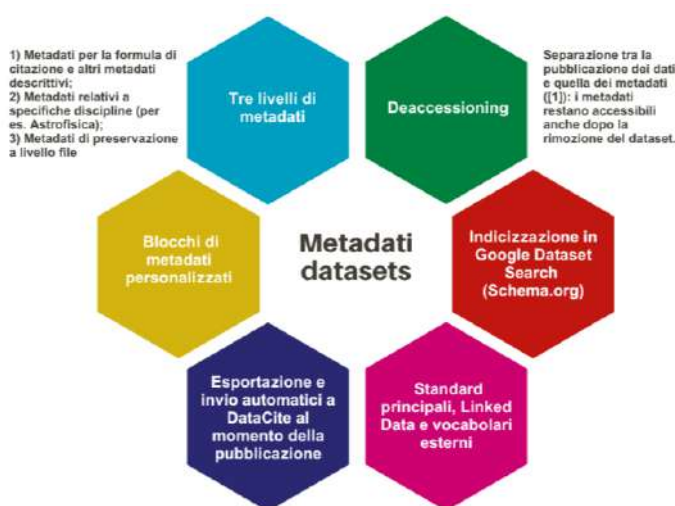 1) Metadati per la formula di
citazione e altri metadati
descrittivi;
2) Metadati relativi a
specifiche discipline (per
es. Astrofisica);
3) Metadati di preservazione
a livello file
Tre livelli di
metadati
Deaccessioning
Separazione tra la
pubblicazione dei dati
e quella dei metadati
([1]): i metadati
restano accessibili
anche dopo la
rimozione del dataset.
Blocchi di
metadati
personalizzati
Metadati
datasets
Indicizzazione in
Google Dataset
Search
(Schema.org)
Esportazione e
invio automatici a
DataCite al
momento della
pubblicazione
Standard
principali, Linked
Data e vocabolari
esterni